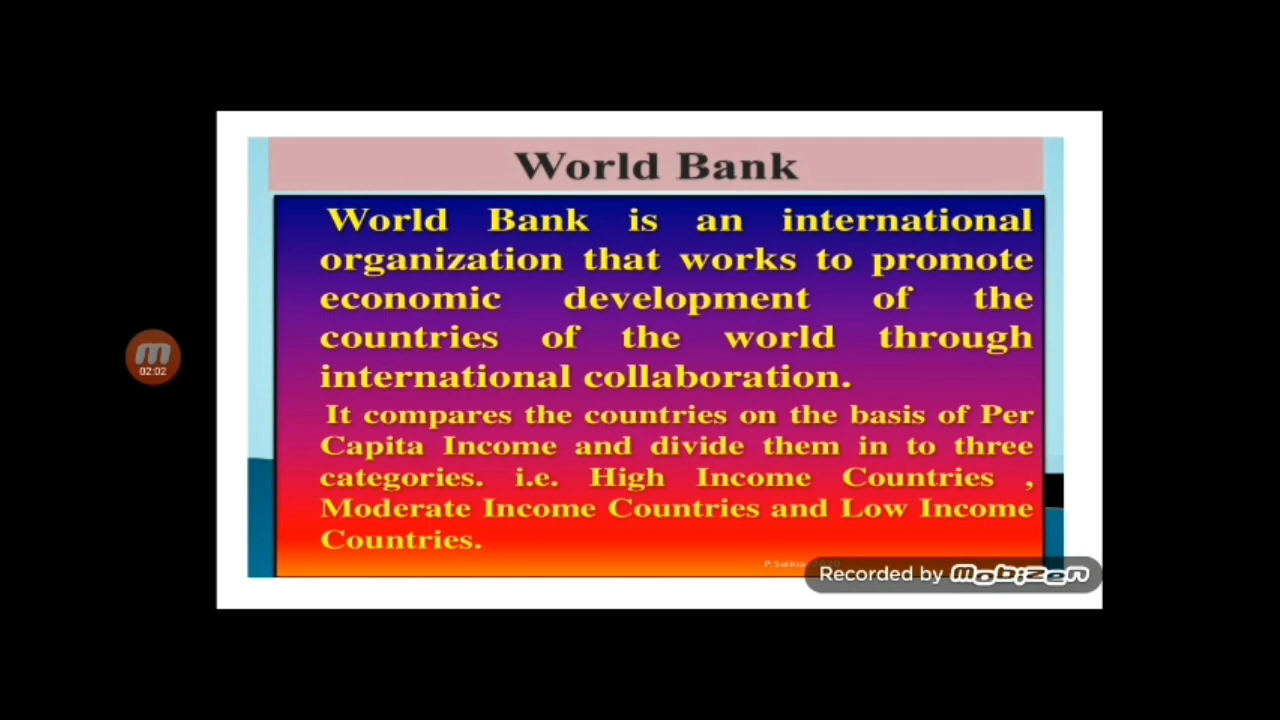 World Bank
World Bank is an international
organization that works to promote
economic development of the
countries of the world through
international collaboration.
It compares the countries on the basis of Per
Capita Income and divide them in to three
categories. i.e. High Income Countries ,
Moderate Income Countries and Low Income
Countries.
02:02
Recorded by mobizen